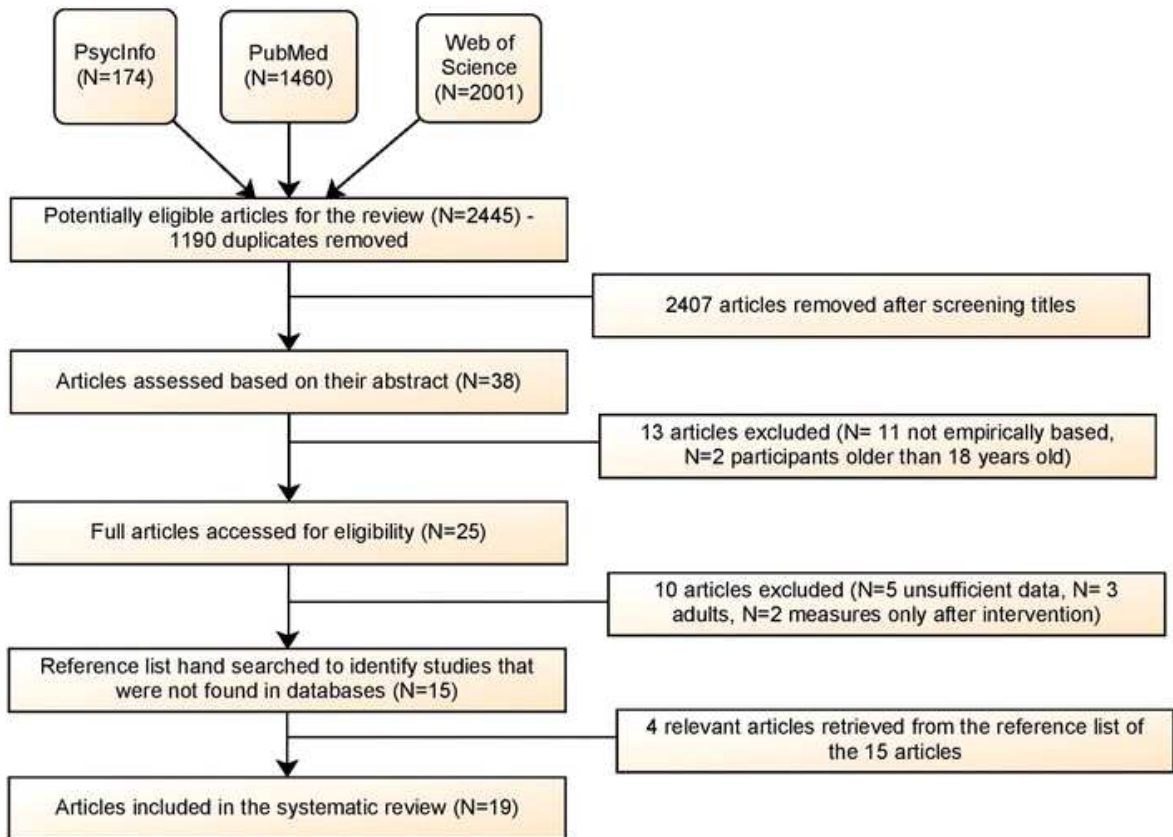 PsycInfo
(N=174)
PubMed
(N=1460)
Web of
Science
(N=2001)
Potentially eligible articles for the review (N=2445) -
1190 duplicates removed
2407 articles removed after screening titles
Articles assessed based on their abstract (N=38)
13 articles excluded (N= 11 not empirically based,
N=2 participants older than 18 years old)
Full articles accessed for eligibility (N=25)
10 articles excluded (N=5 unsufficient data, N= 3
adults, N=2 measures only after intervention)
Reference list hand searched to identify studies that
were not found in databases (N=15)
4 relevant articles retrieved from the reference list of
the 15 articles
Articles included in the systematic review (N=19)